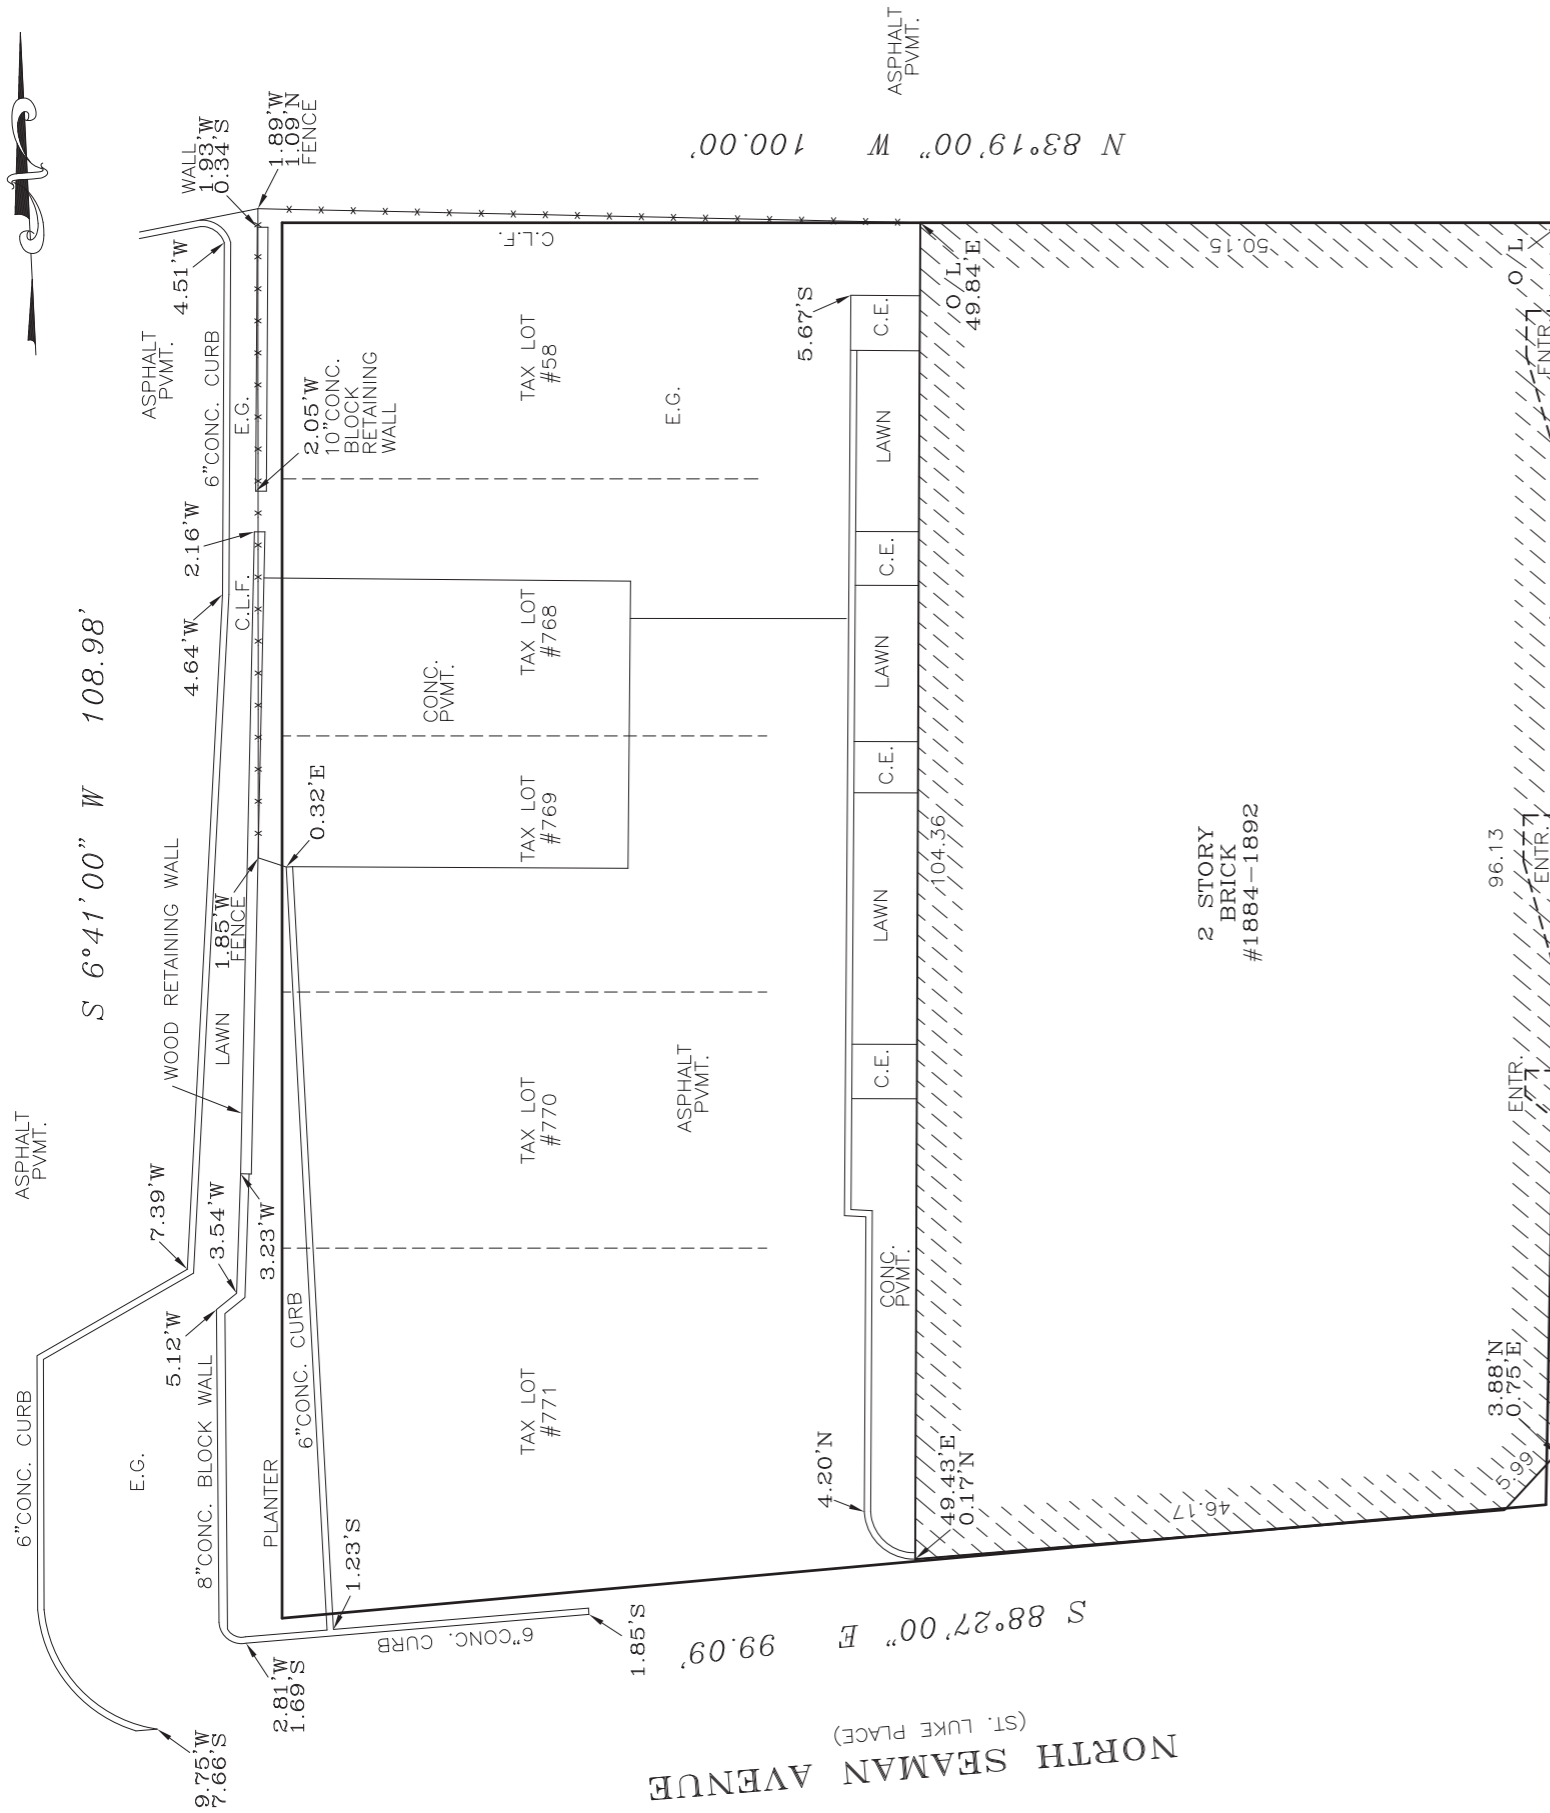 ASPHALT
PVMT.
N 83°19'00" W 100.00'
WALL
1.93'W
0.34'S
1.89'W
1.09'N
FENCE
4.51'W
ASPHALT
PVMT.
6"CONC. CURB
E.G.
C.L.F.
2.05'W
10"CONC.
BLOCK
RETAINING
WALL
TAX LOT
#58
E.G.
5.67'S
C.E.
O L
49.84'E
50.15
O L
ENTR.
2.16'W
4.64'W
C.L.F.
S 6°41'00" W 108.98'
CONC.
PVMT.
TAX LOT
#768
LAWN
C.E.
LAWN
C.E.
0.32'E
TAX LOT
#769
WOOD RETAINING WALL
1.85'W
FENCE
LAWN
LAWN
104.36
2 STORY
BRICK
#1884-1892
96.13
ENTR.
ASPHALT
PVMT.
TAX LOT
#770
ASPHALT
PVMT.
C.E.
ENTR.
7.39'W
3.54'W
3.23'W
5.12'W
6"CONC. CURB
E.G.
8"CONC. BLOCK WALL
PLANTER
6"CONC. CURB
TAX LOT
#771
CONC.
PVMT.
4.20'N
49.43'E
0.17'N
46.17
3.88'N
0.75'E
5.99
1.23'S
6"CONC. CURB
1.85'S
2.81'W
1.69'S
9.75'W
7.66'S
S 88°27'00" E 99.09'
(ST. LUKE PLACE)
NORTH SEAMAN AVENUE